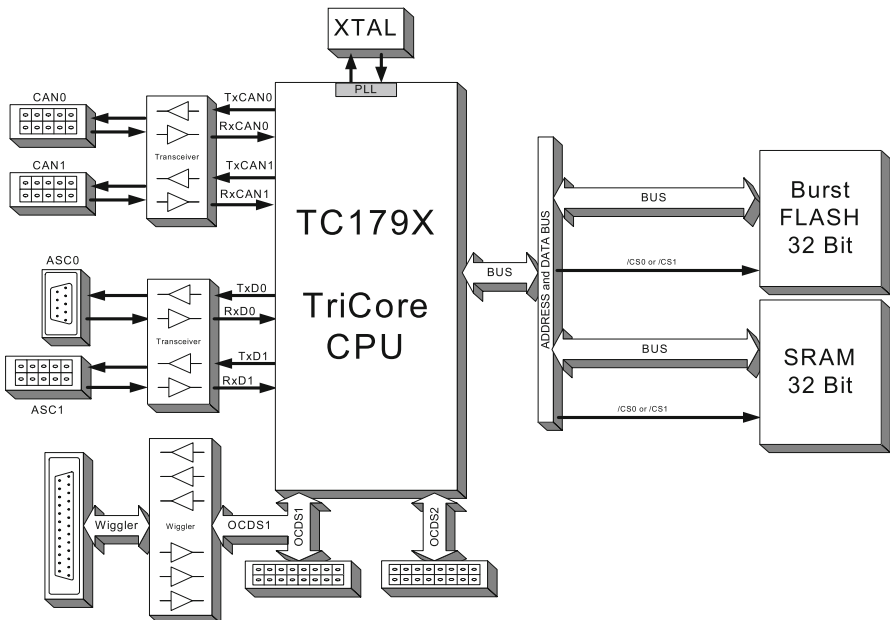 XTAL
PLL
CAN0
TxCAN0
RxCAN0
Transceiver
CAN1
TxCAN1
RxCAN1
TC179X
TriCore
CPU
ASC0
TxD0
RxD0
Transceiver
TxD1
RxD1
ASC1
BUS
ADDRESS and DATA BUS
BUS
Burst
FLASH
32 Bit
/CS0 or /CS1
BUS
SRAM
32 Bit
/CS0 or /CS1
Wiggler
Wiggler
OCDS1
OCDS1
OCDS2